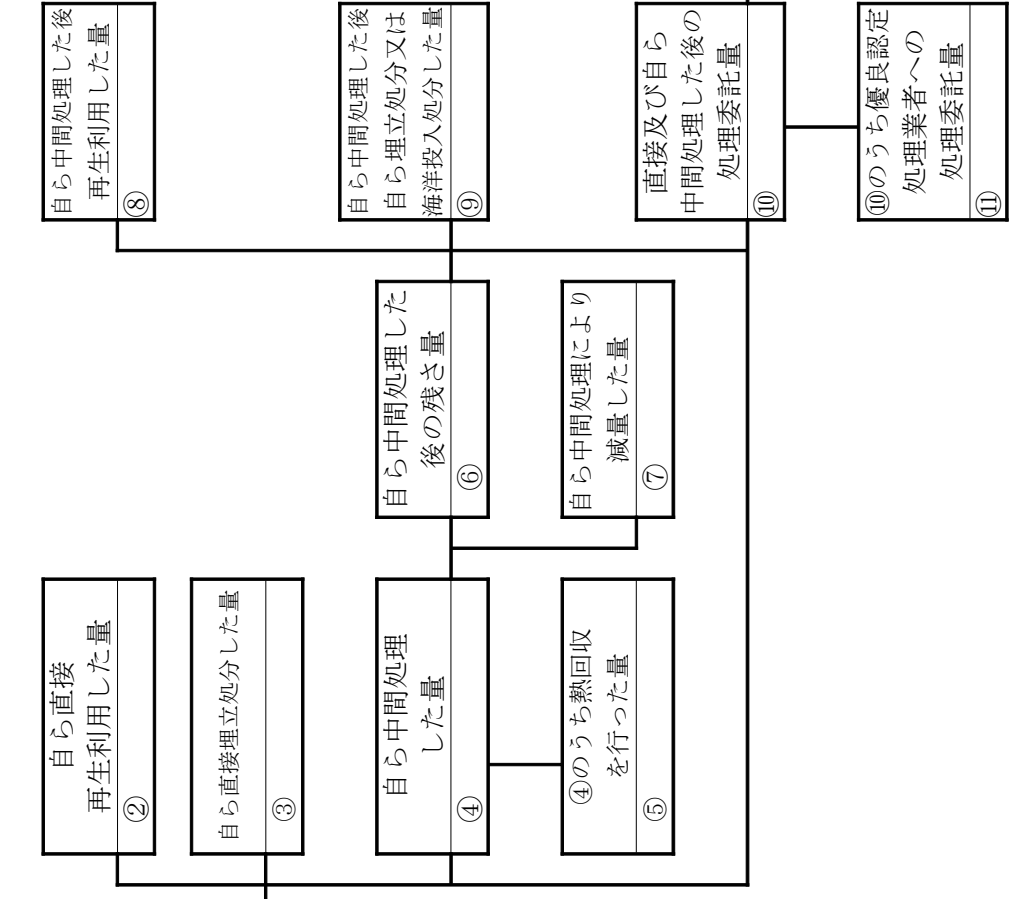 自ら直接
再生利用した量
②
自ら直接埋立処分した量
③
自ら中間処理
した量
④
④のうち熱回収
を行った量
⑤
自ら中間処理した
後の残さ量
⑥
自ら中間処理により
減量した量
⑦
自ら中間処理した後
再生利用した量
⑧
自ら中間処理した後
自ら埋立処分又は
海洋投入処分した量
⑨
直接及び自ら
中間処理した後の
処理委託量
⑩
⑩のうち優良認定
処理業者への
処理委託量
⑪